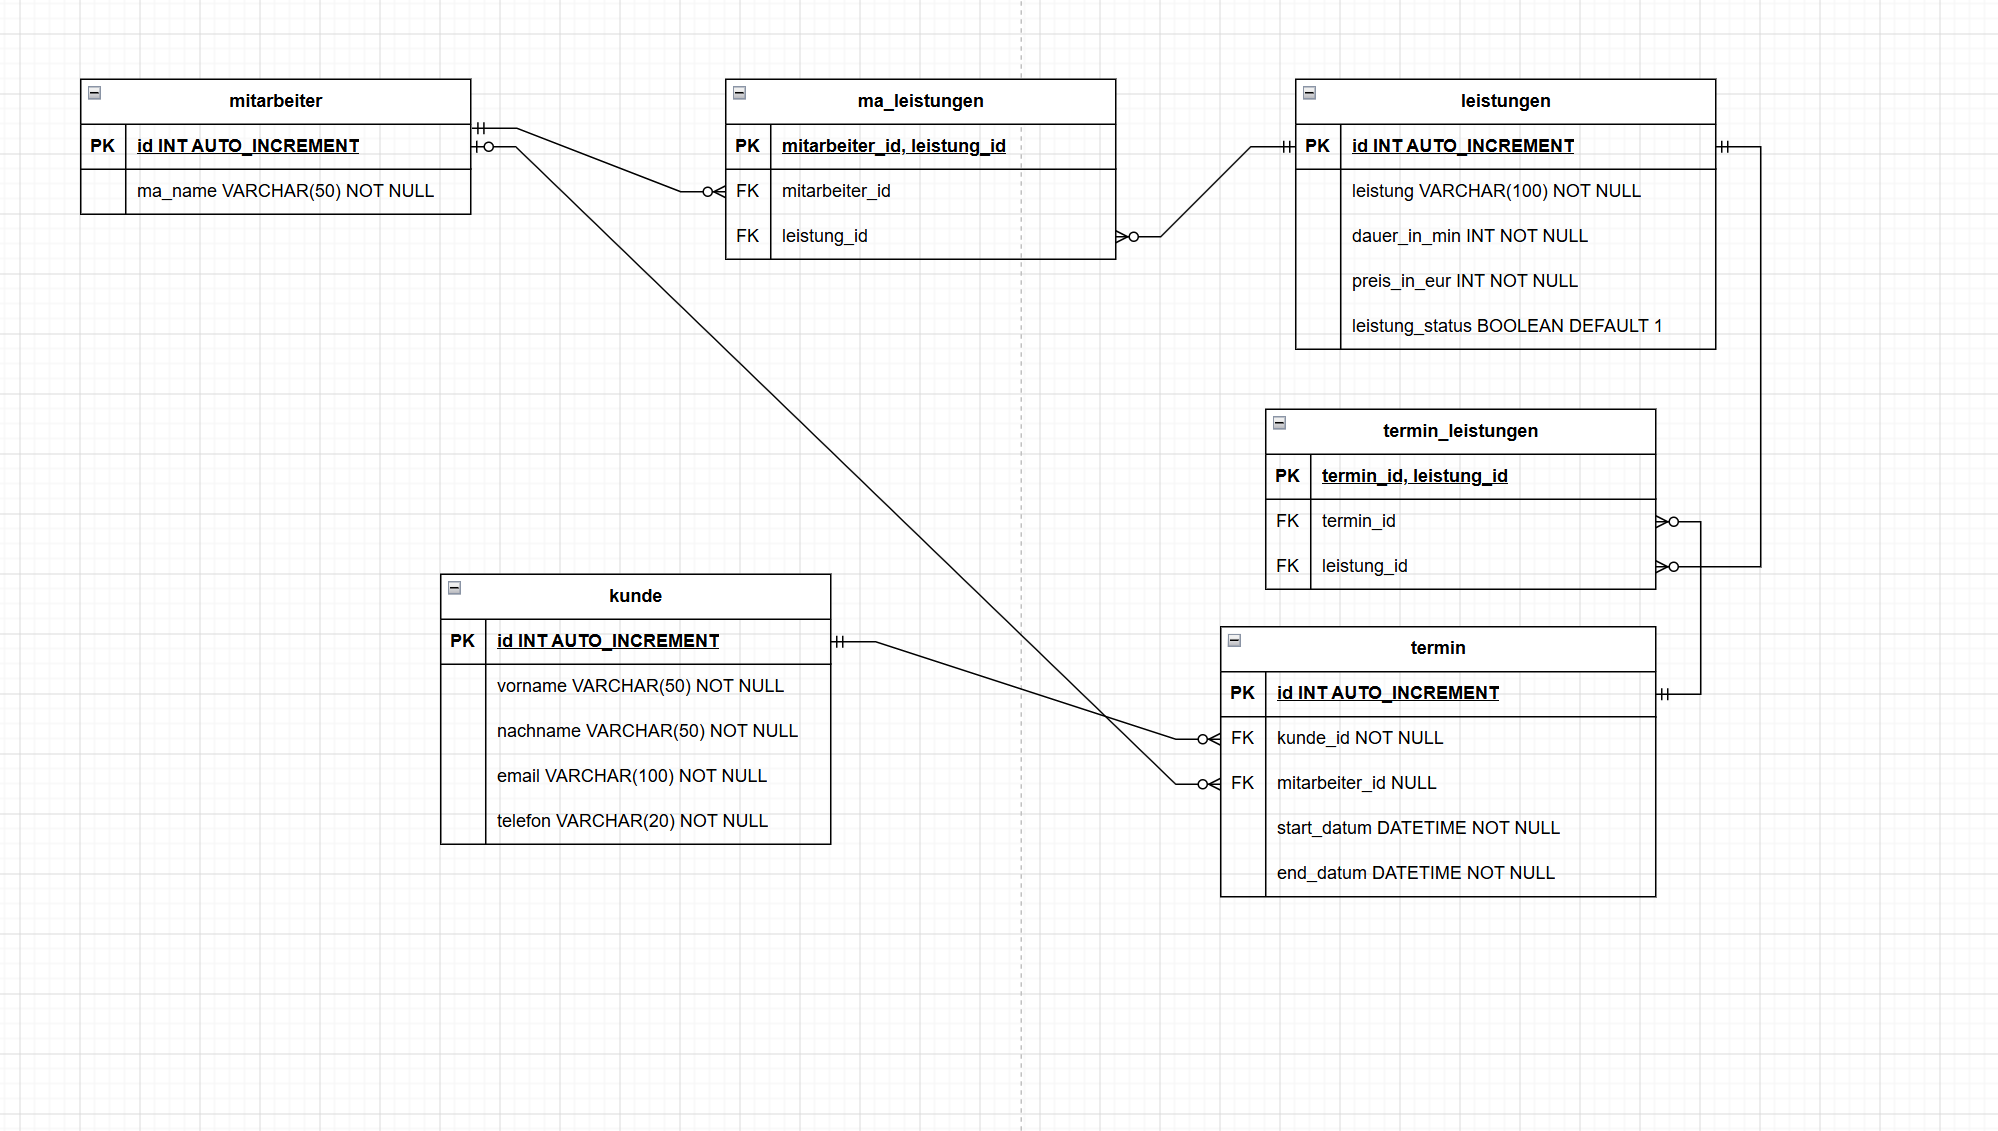 mitarbeiter
PK id INT AUTO_INCREMENT
ma_name VARCHAR(50) NOT NULL
ma_leistungen
PK mitarbeiter_id, leistung_id
FK mitarbeiter_id
FK leistung_id
leistungen
PK id INT AUTO_INCREMENT
leistung VARCHAR(100) NOT NULL
dauer_in_min INT NOT NULL
preis_in_eur INT NOT NULL
leistung_status BOOLEAN DEFAULT 1
termin_leistungen
PK termin_id, leistung_id
FK termin_id
FK leistung_id
kunde
PK id INT AUTO_INCREMENT
vorname VARCHAR(50) NOT NULL
nachname VARCHAR(50) NOT NULL
email VARCHAR(100) NOT NULL
telefon VARCHAR(20) NOT NULL
termin
PK id INT AUTO_INCREMENT
FK kunde_id NOT NULL
FK mitarbeiter_id NULL
start_datum DATETIME NOT NULL
end_datum DATETIME NOT NULL